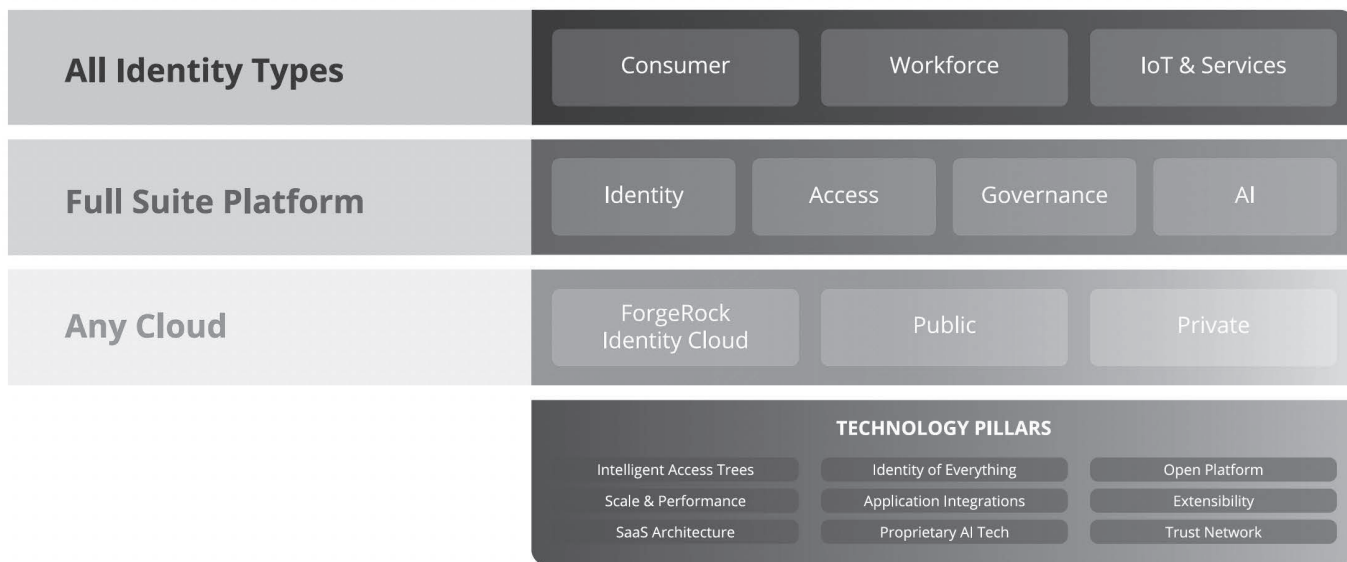 All Identity Types
Consumer
Workforce
IoT & Services
Full Suite Platform
Identity
Access
Governance
AI
Any Cloud
ForgeRock
Identity Cloud
Public
Private
TECHNOLOGY PILLARS
Intelligent Access Trees
Identity of Everything
Open Platform
Scale & Performance
Application Integrations
Extensibility
SaaS Architecture
Proprietary AI Tech
Trust Network